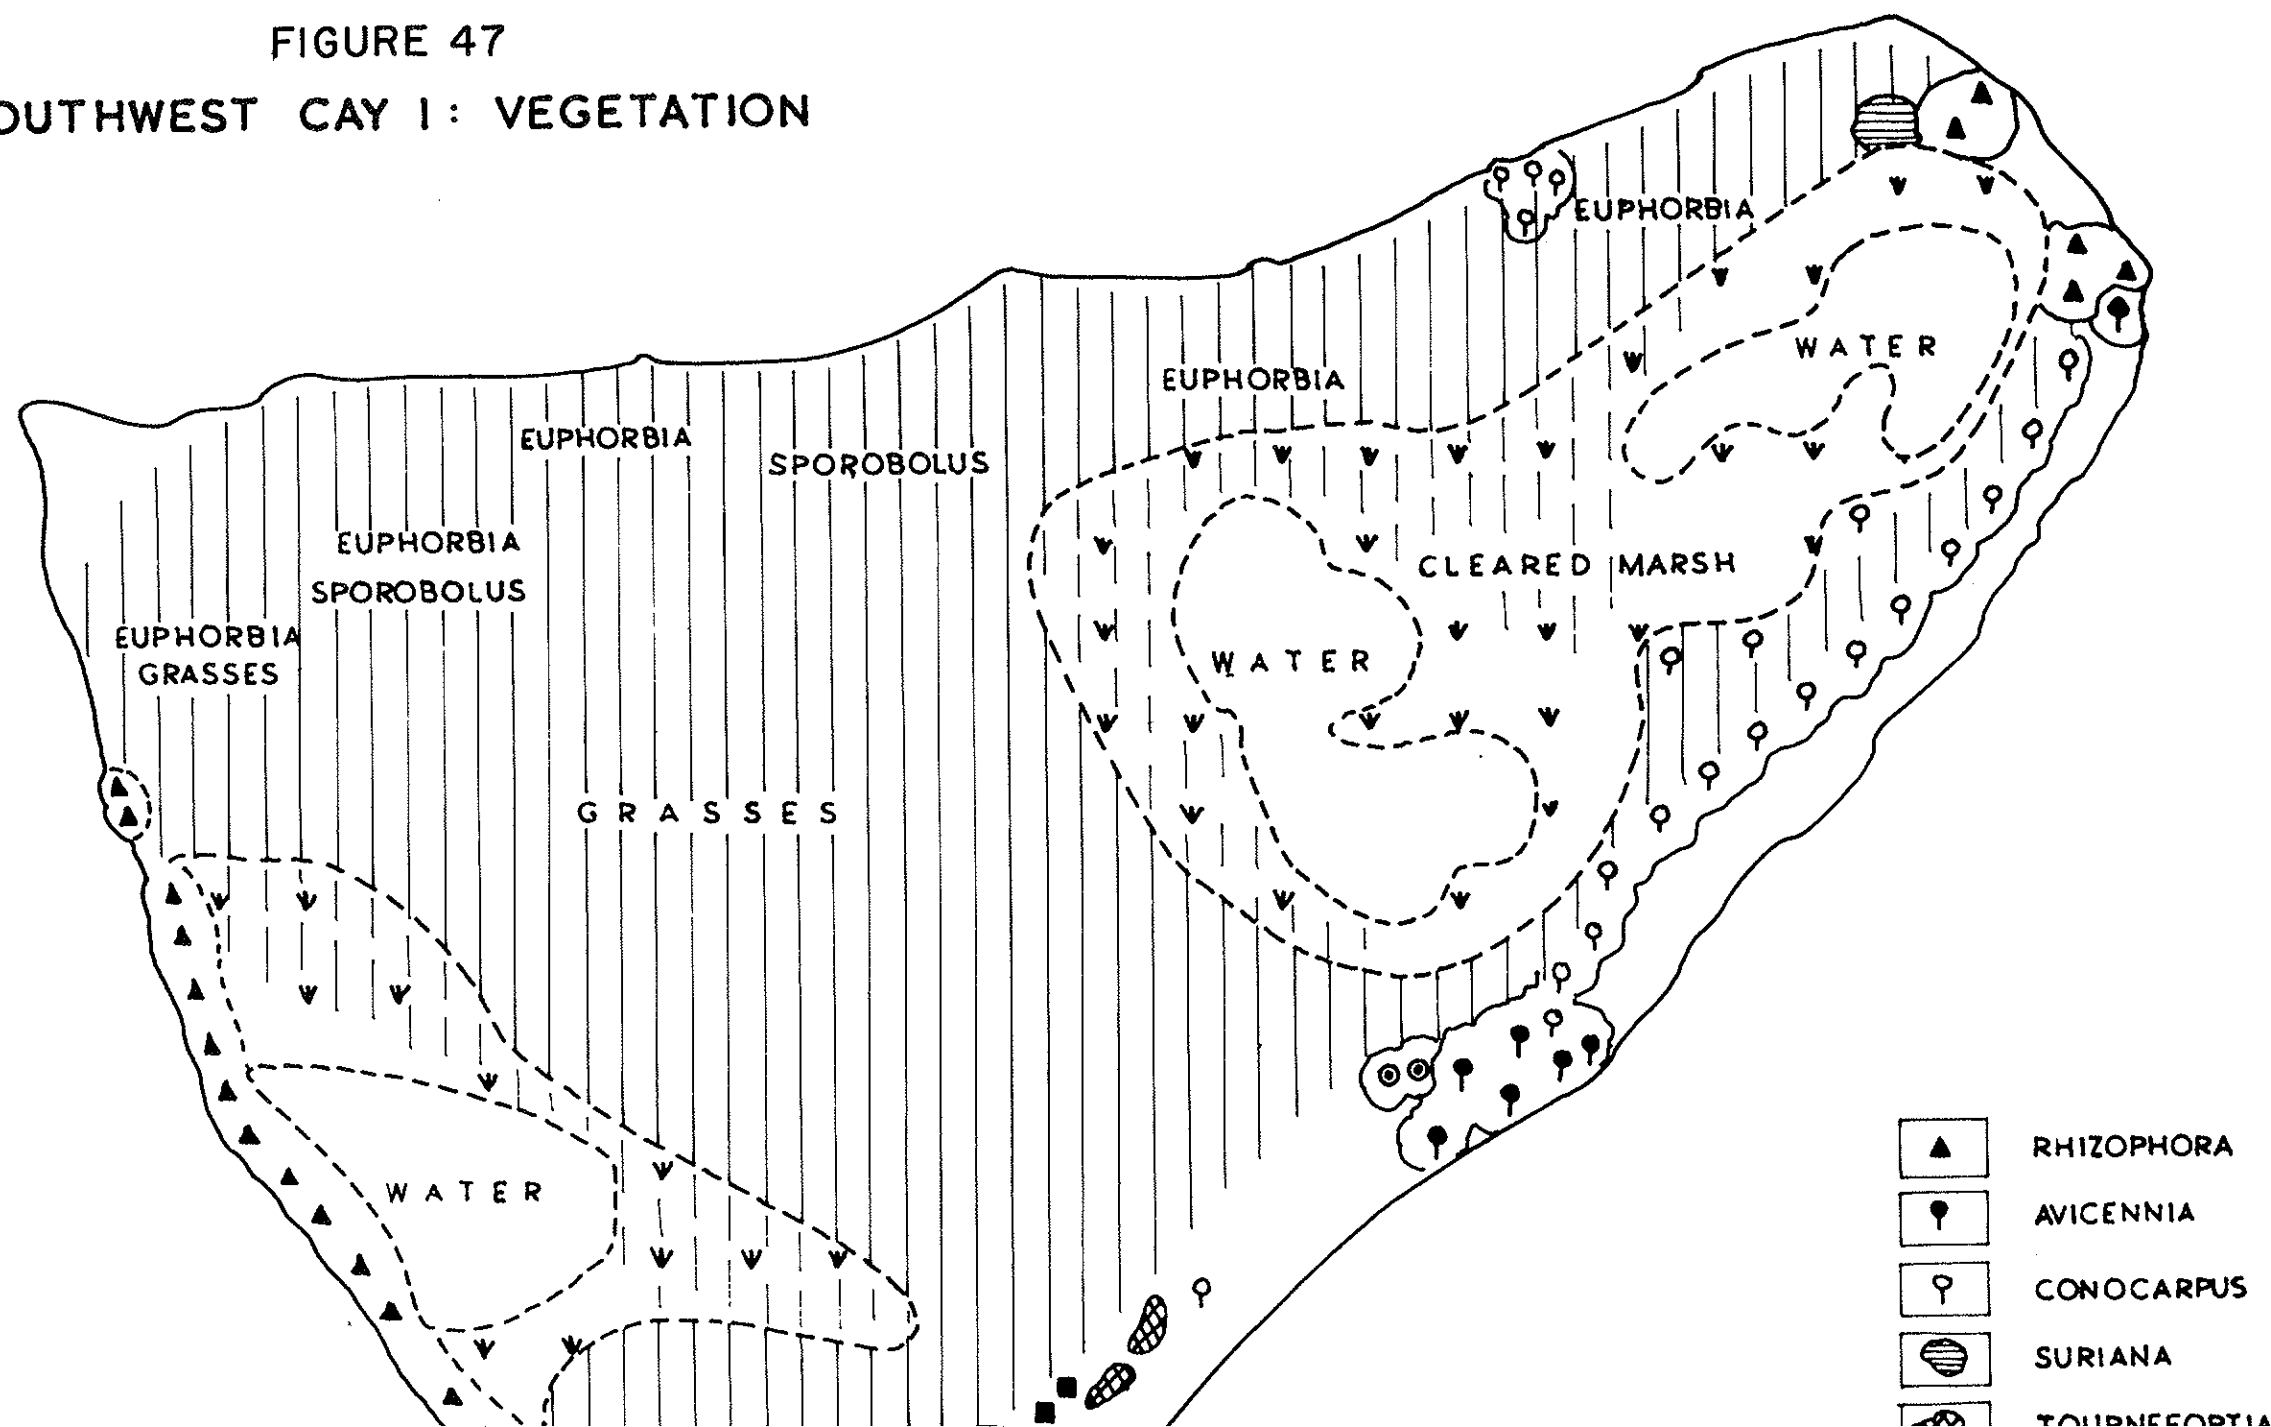 FIGURE 47
OUTHWEST CAY I: VEGETATION
EUPHORBIA
EUPHORBIA
WATER
EUPHORBIA
SPOROBOLUS
EUPHORBIA
SPOROBOLUS
CLEARED MARSH
EUPHORBIA
GRASSES
WATER
GRASSES
WATER
RHIZOPHORA
AVICENNIA
CONOCARPUS
SURIANA
TOURNEFORTIA